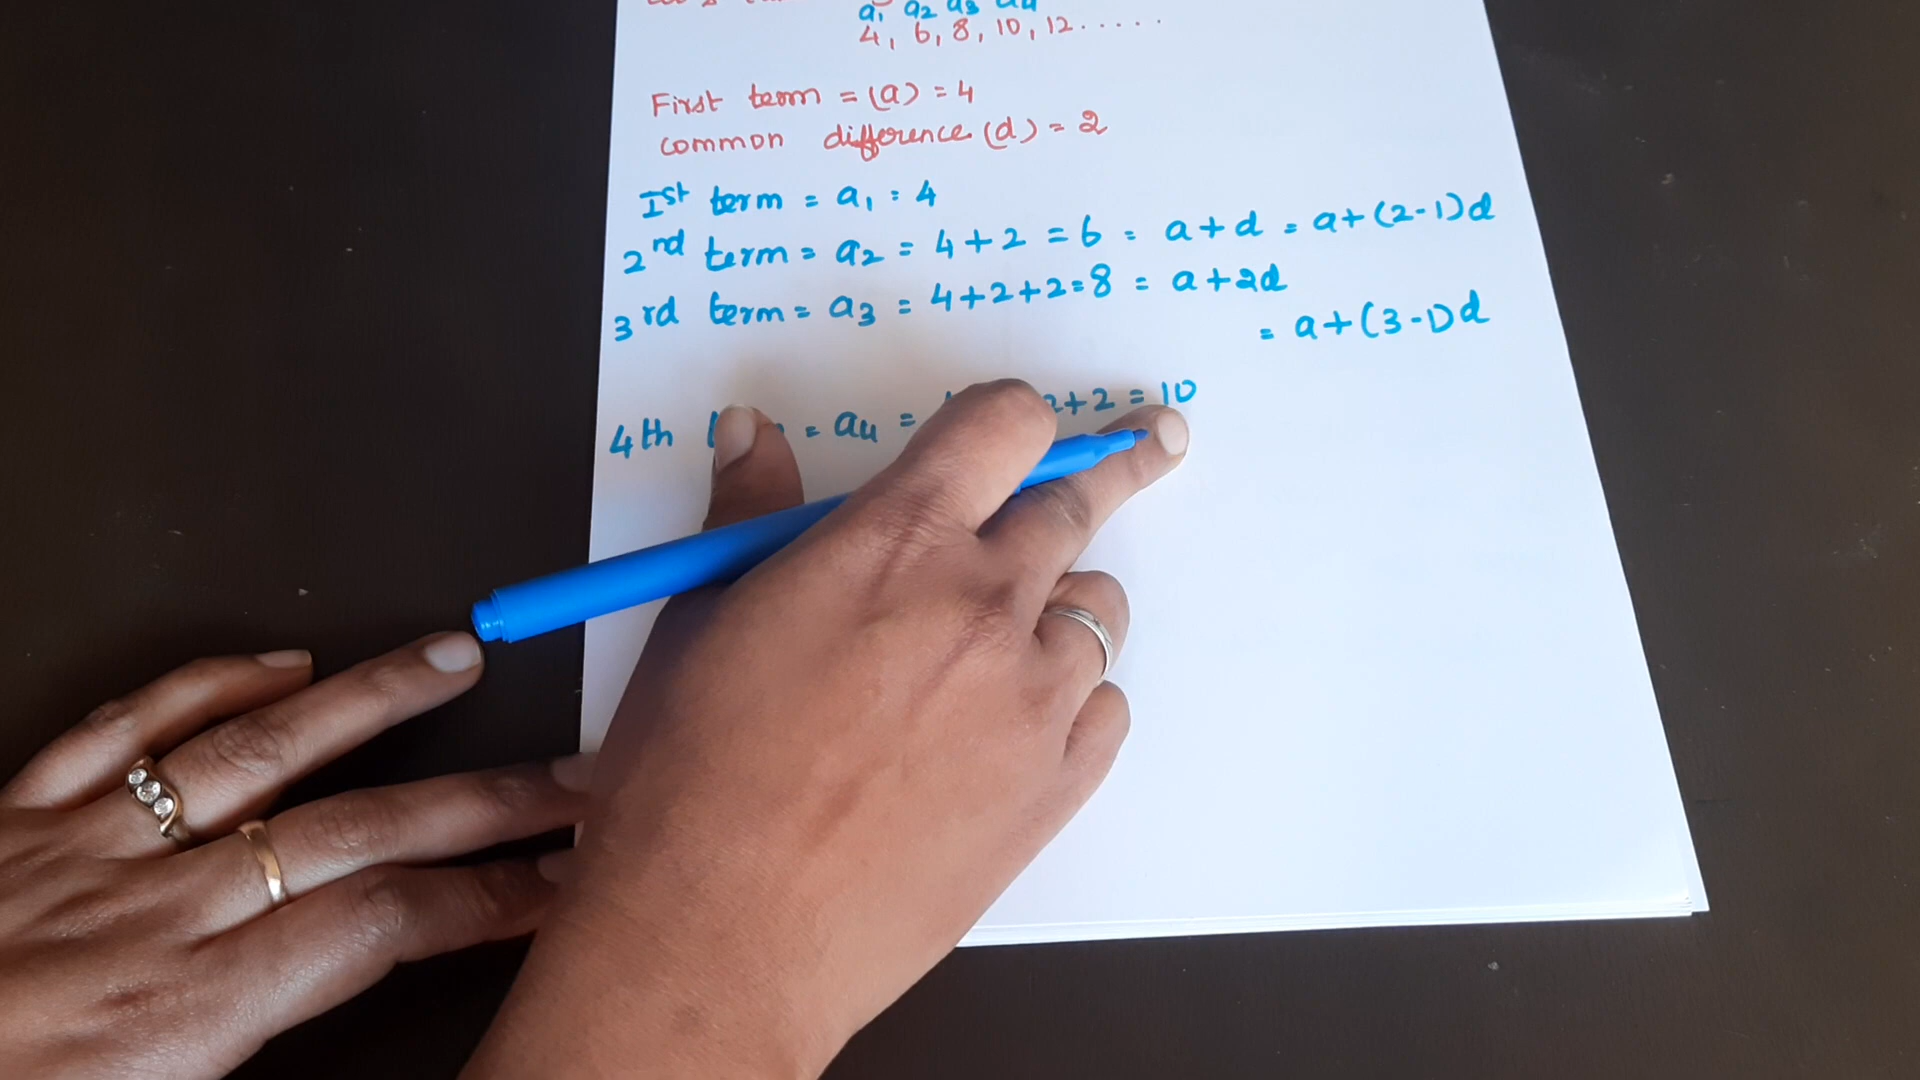 a1 a2 a3 a4
4, 6, 8, 10, 12.....
First term = (a) = 4
common difference (d) = 2
Ist term = a1 = 4
2nd term = a2 = 4+2 = 6 = a+d = a+(2-1)d
3rd term = a3 = 4+2+2=8 = a+2d
= a+(3-1)d
4th = a4 = 2+2 = 10